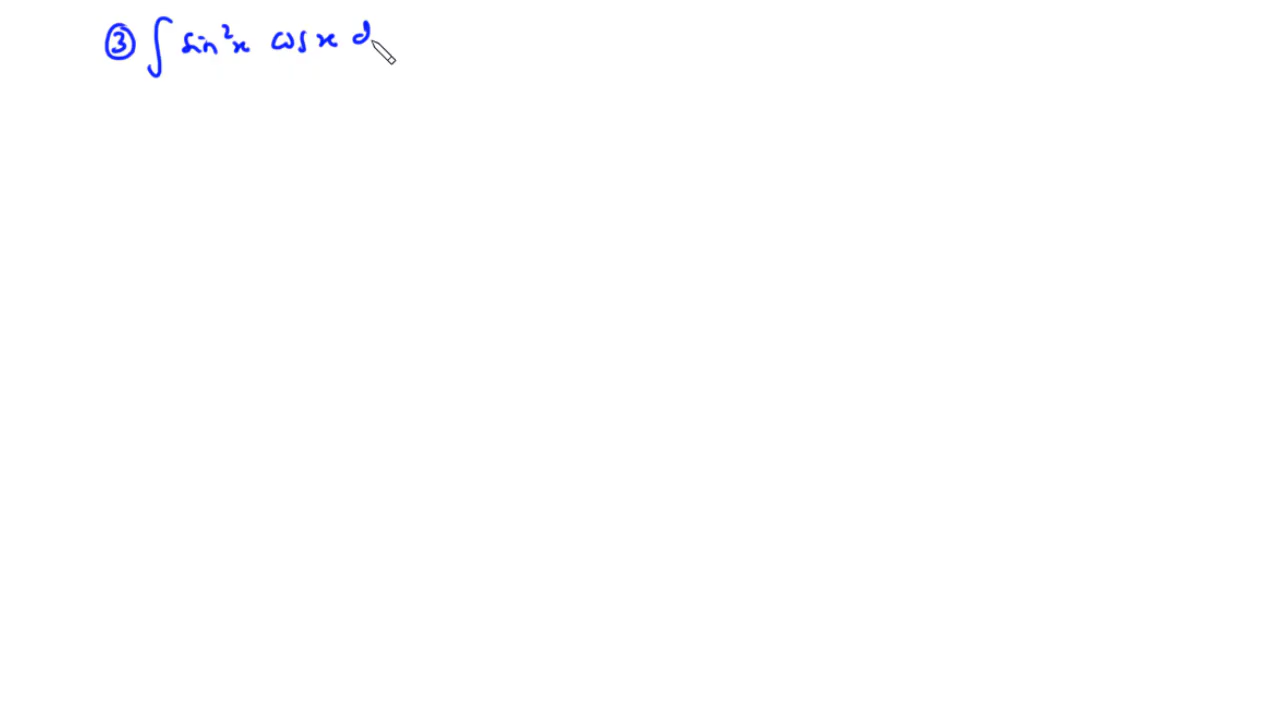 ③ ∫ sin²x cos x d